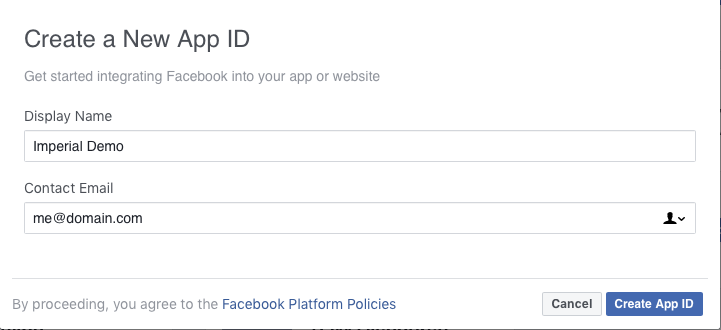 Create a New App ID
Get started integrating Facebook into your app or website
Display Name
Imperial Demo
Contact Email
me@domain.com
By proceeding, you agree to the Facebook Platform Policies
Cancel
Create App ID